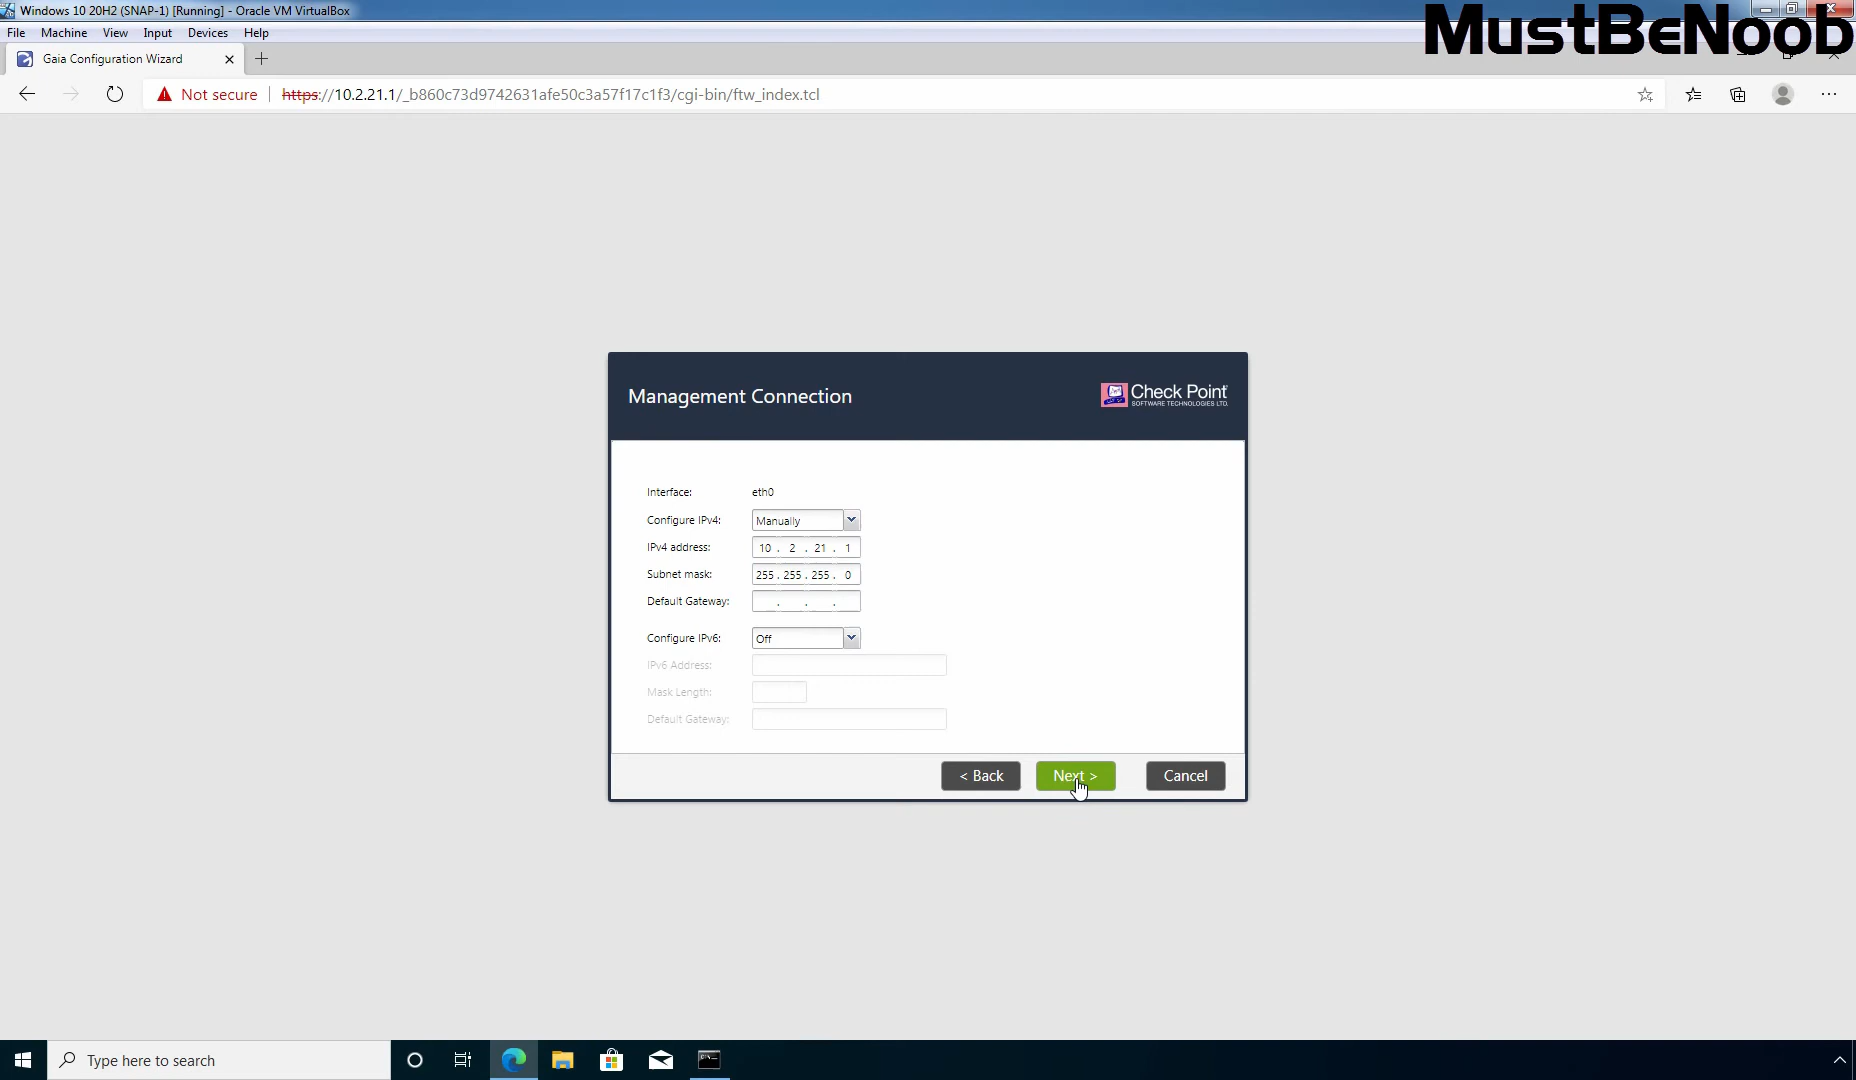 Windows 10 20H2 (SNAP-1) [Running] - Oracle VM VirtualBox
MustBeNoob
File Machine View Input Devices Help
Gaia Configuration Wizard
Not secure https://10.2.21.1/_b860c73d9742631afe50c3a57f17c1f3/cgi-bin/ftw_index.tcl
Management Connection
Check Point
SOFTWARE TECHNOLOGIES LTD.
Interface: eth0
Configure IPv4: Manually
IPv4 address: 10 . 2 . 21 . 1
Subnet mask: 255 . 255 . 255 . 0
Default Gateway: . . .
Configure IPv6: Off
IPv6 Address:
Mask Length:
Default Gateway:
< Back Next > Cancel
Type here to search